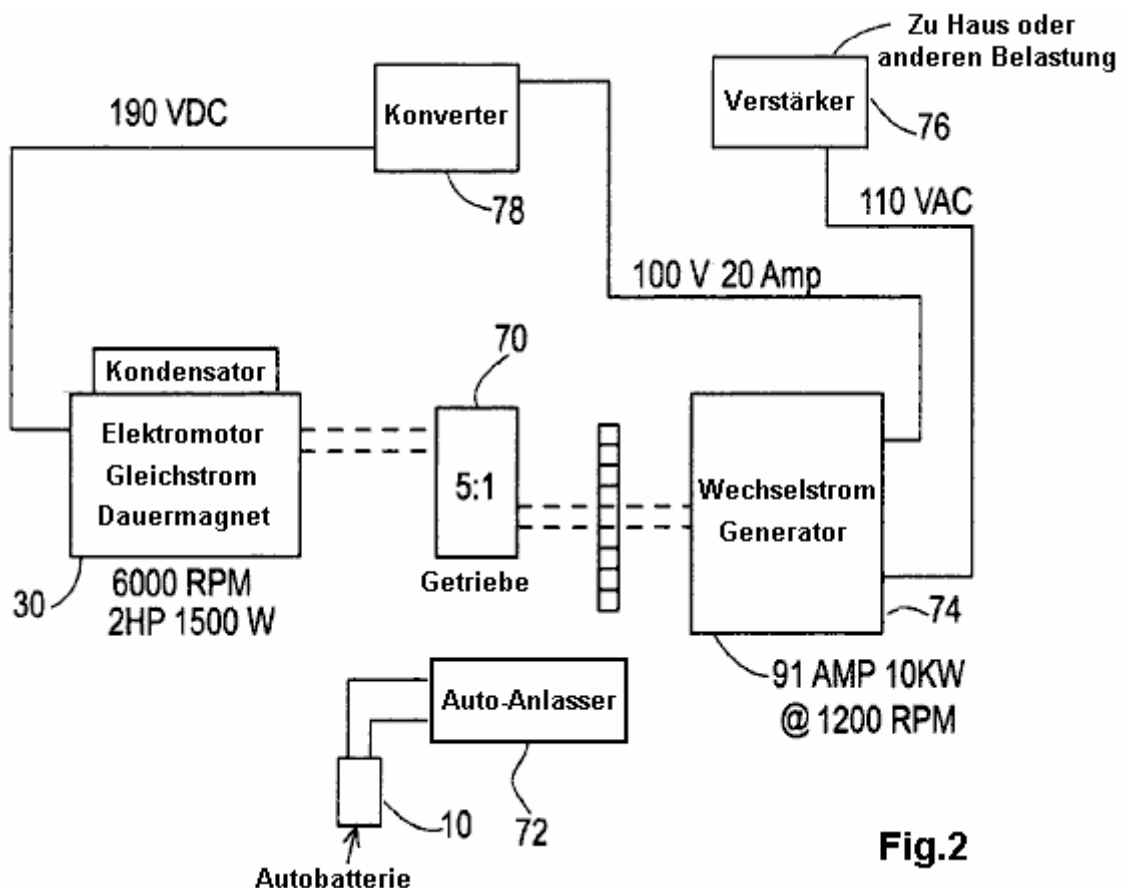 Zu Haus oder
anderen Belastung
190 VDC
Konverter
Verstärker
76
78
110 VAC
100 V 20 Amp
70
Kondensator
Elektromotor
Gleichstrom
Dauermagnet
5:1
Wechselstrom
Generator
Getriebe
30
6000 RPM
2HP 1500 W
74
91 AMP 10KW
@ 1200 RPM
Auto-Anlasser
10
72
Autobatterie
Fig.2